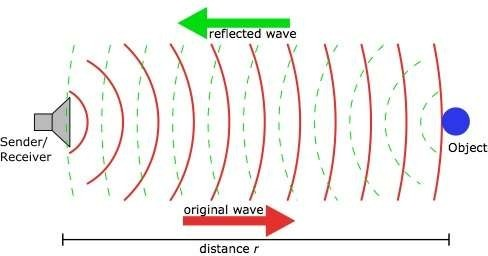 reflected wave
Sender/
Receiver
Object
original wave
distance r